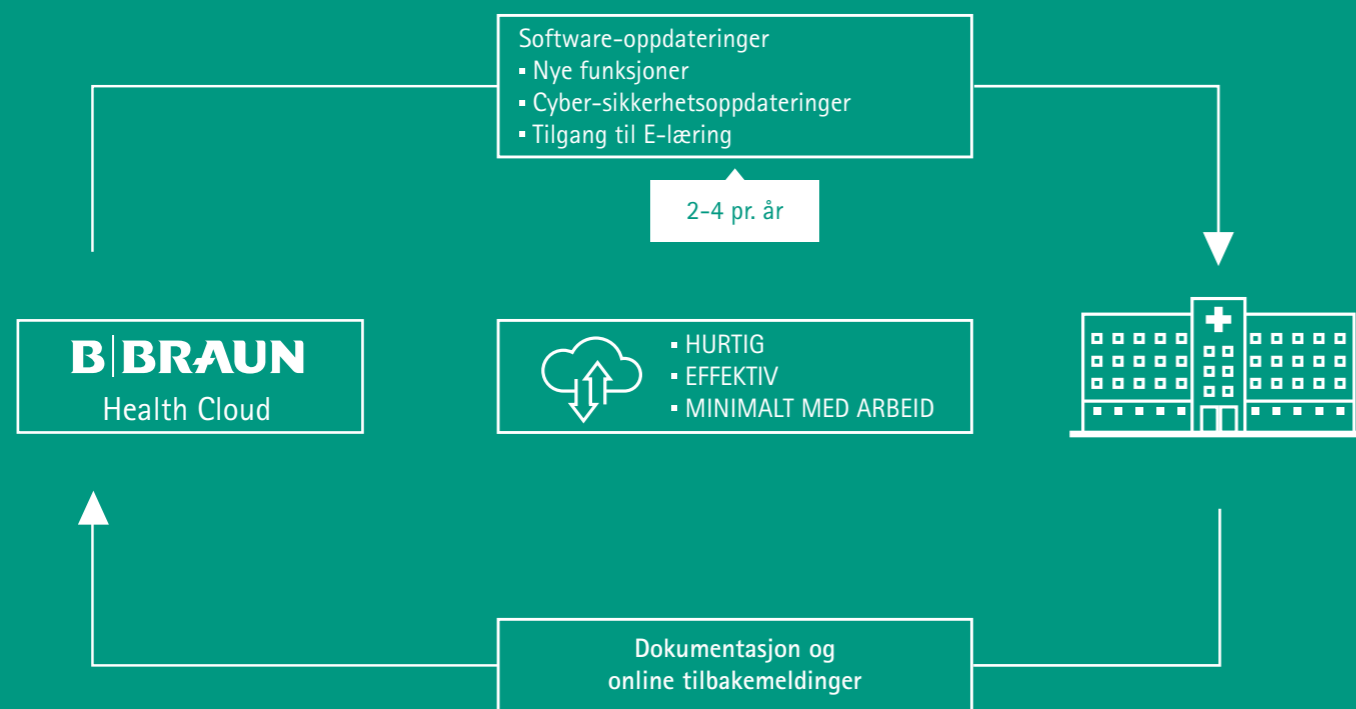 Software-oppdateringer
▪ Nye funksjoner
▪ Cyber-sikkerhetsoppdateringer
▪ Tilgang til E-læring
2-4 pr. år
B|BRAUN
Health Cloud
▪ HURTIG
▪ EFFEKTIV
▪ MINIMALT MED ARBEID
Dokumentasjon og
online tilbakemeldinger